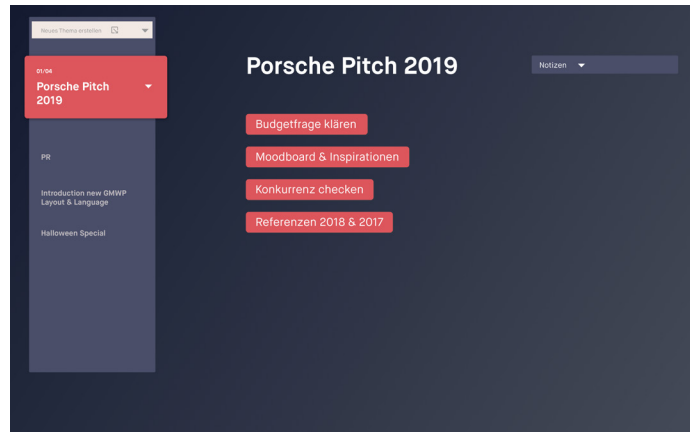 Neues Thema erstellen
01/04
Porsche Pitch
2019
PR
Introduction new GMWP
Layout & Language
Halloween Special
Porsche Pitch 2019
Notizen
Budgetfrage klären
Moodboard & Inspirationen
Konkurrenz checken
Referenzen 2018 & 2017